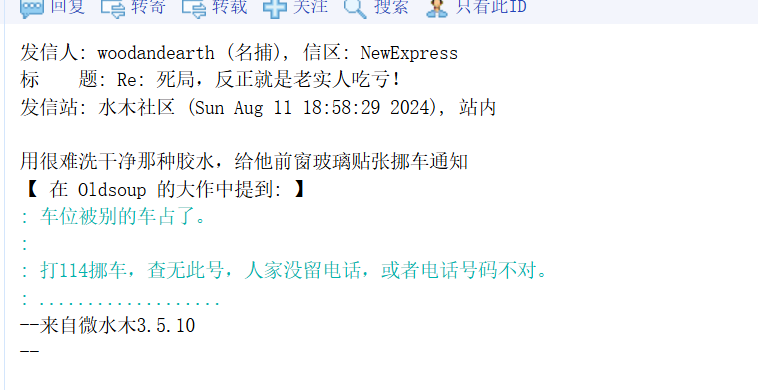 回复 转寄 转载 关注 搜索 只看此ID
发信人: woodandearth (名捕), 信区: NewExpress
标 题: Re: 死局，反正就是老实人吃亏！
发信站: 水木社区 (Sun Aug 11 18:58:29 2024), 站内
用很难洗干净那种胶水，给他前窗玻璃贴张挪车通知
【 在 Oldsoup 的大作中提到: 】
: 车位被别的车占了。
:
: 打114挪车，查无此号，人家没留电话，或者电话号码不对。
: ...................
--来自微水木3.5.10
--